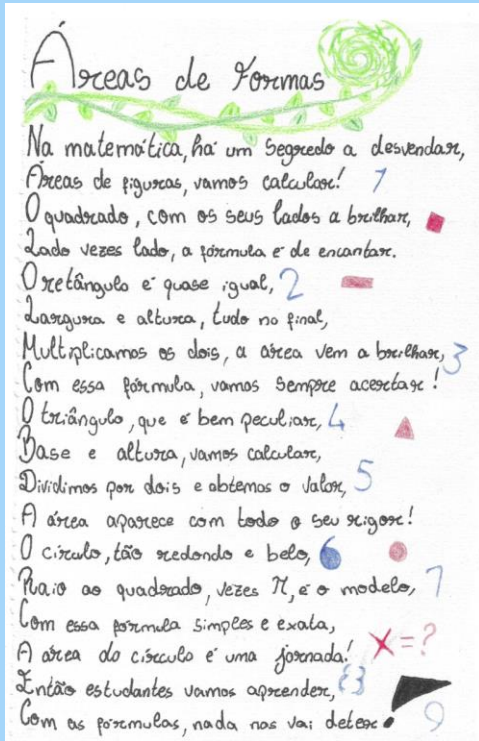 Áreas de Formas
Na matemática, há um segredo a desvendar,
Áreas de figuras, vamos calcular! 1
O quadrado, com os seus lados a brilhar,
Lado vezes lado, a fórmula é de encantar.
O retângulo é quase igual, 2
Largura e altura, tudo no final,
Multiplicamos os dois, a área vem a brilhar, 3
Com essa fórmula, vamos sempre acertar!
O triângulo, que é bem peculiar, 4
Base e altura, vamos calcular,
Dividimos por dois e obtemos o valor, 5
A área aparece com todo o seu rigor!
O círculo, tão redondo e belo, 6
Raio ao quadrado, vezes π, é o modelo, 7
Com essa fórmula simples e exata,
A área do círculo é uma jornada! X=?
Então estudantes vamos aprender, {3}
Com as fórmulas, nada nos vai deter. 9